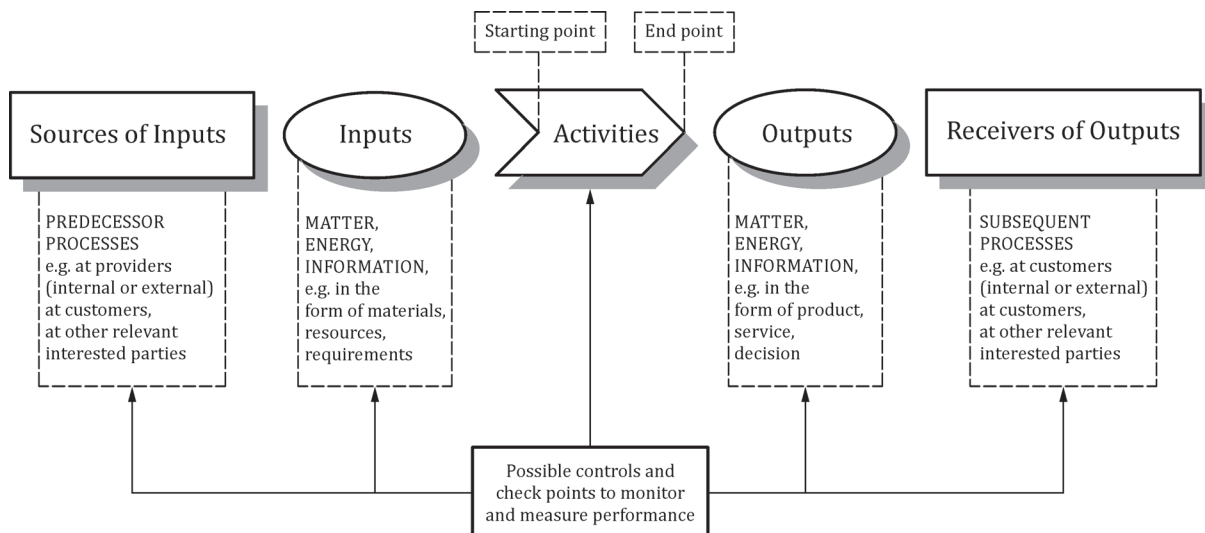 Starting point
End point
Sources of Inputs
Inputs
Activities
Outputs
Receivers of Outputs
PREDECESSOR
PROCESSES
e.g. at providers
(internal or external)
at customers,
at other relevant
interested parties
MATTER,
ENERGY,
INFORMATION,
e.g. in the
form of materials,
resources,
requirements
MATTER,
ENERGY,
INFORMATION,
e.g. in the
form of product,
service,
decision
SUBSEQUENT
PROCESSES
e.g. at customers
(internal or external)
at customers,
at other relevant
interested parties
Possible controls and
check points to monitor
and measure performance